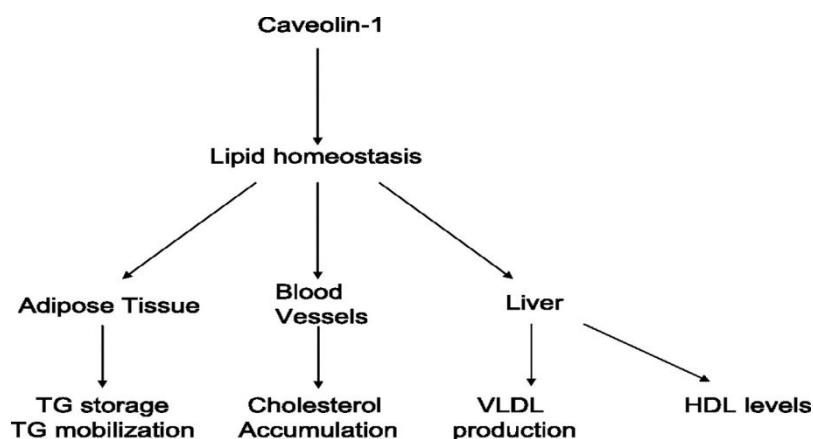 Caveolin-1
Lipid homeostasis
Adipose Tissue
Blood
Vessels
Liver
TG storage
TG mobilization
Cholesterol
Accumulation
VLDL
production
HDL levels